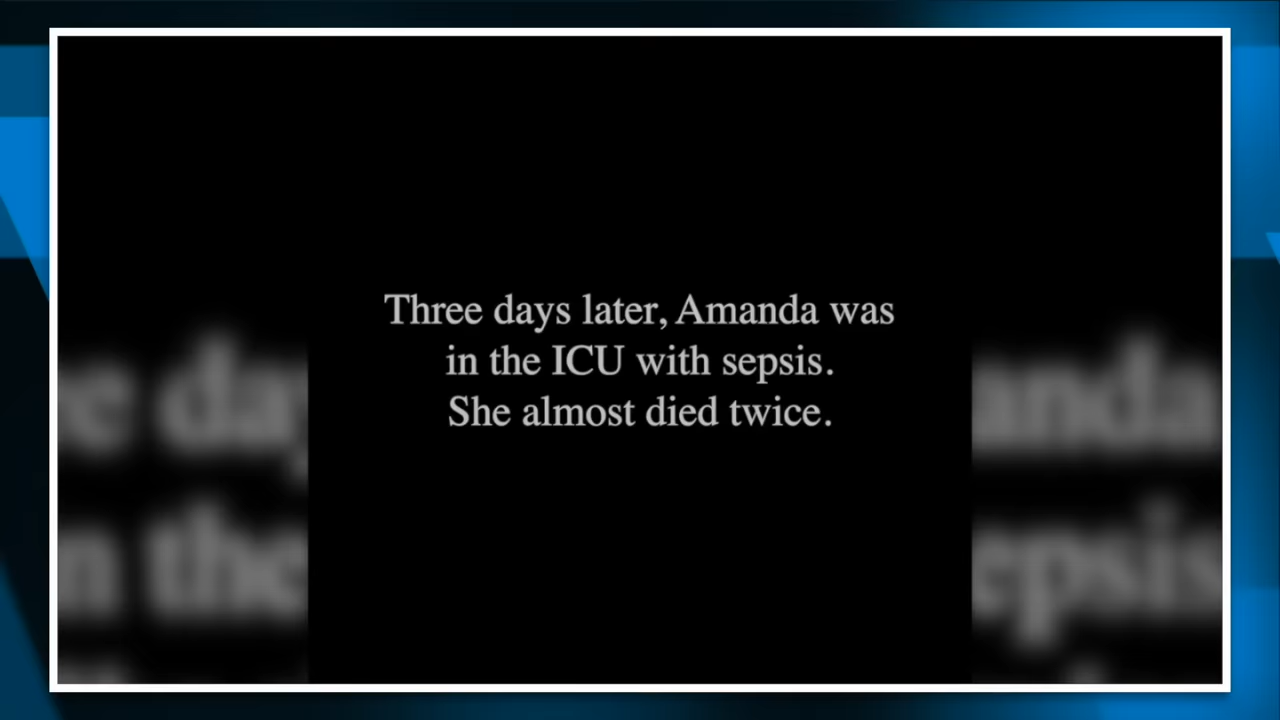 Three days later, Amanda was
in the ICU with sepsis.
She almost died twice.